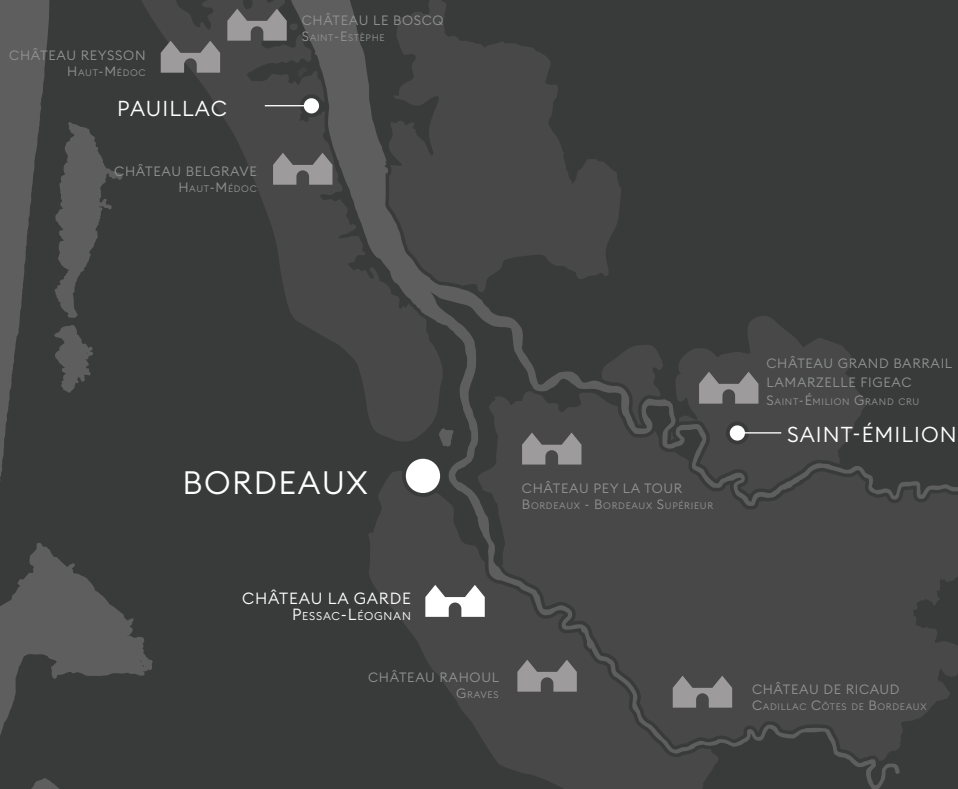 CHÂTEAU LE BOSCQ
Saint-Estèphe
CHÂTEAU REYSSON
Haut-Médoc
PAUILLAC
CHÂTEAU BELGRAVE
Haut-Médoc
CHÂTEAU GRAND BARRAIL
LAMARZELLE FIGEAC
Saint-Émilion Grand cru
SAINT-ÉMILION
BORDEAUX
CHÂTEAU PEY LA TOUR
Bordeaux - Bordeaux Supérieur
CHÂTEAU LA GARDE
Pessac-Léognan
CHÂTEAU RAHOUL
Graves
CHÂTEAU DE RICAUD
Cadillac Côtes de Bordeaux